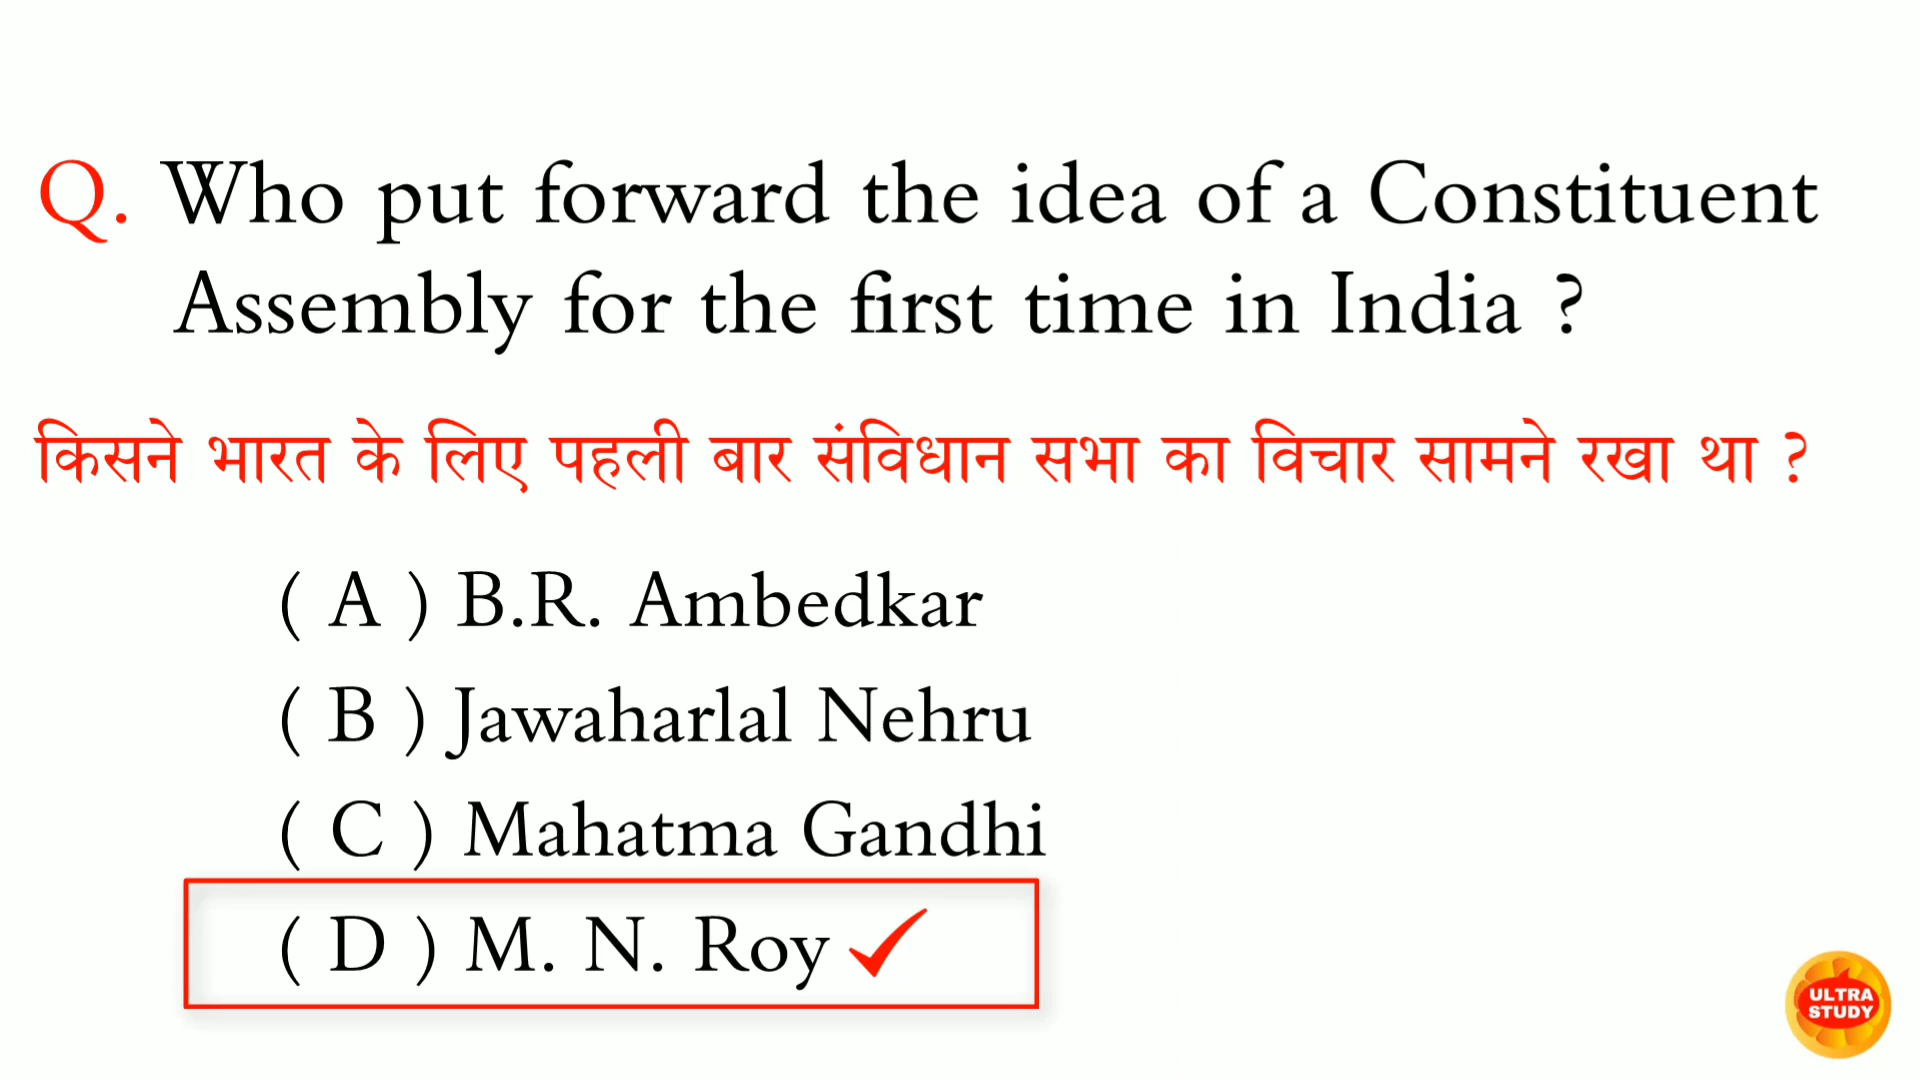 Q. Who put forward the idea of a Constituent
Assembly for the first time in India ?
किसने भारत के लिए पहली बार संविधान सभा का विचार सामने रखा था ?
( A ) B.R. Ambedkar
( B ) Jawaharlal Nehru
( C ) Mahatma Gandhi
( D ) M. N. Roy
ULTRA
STUDY